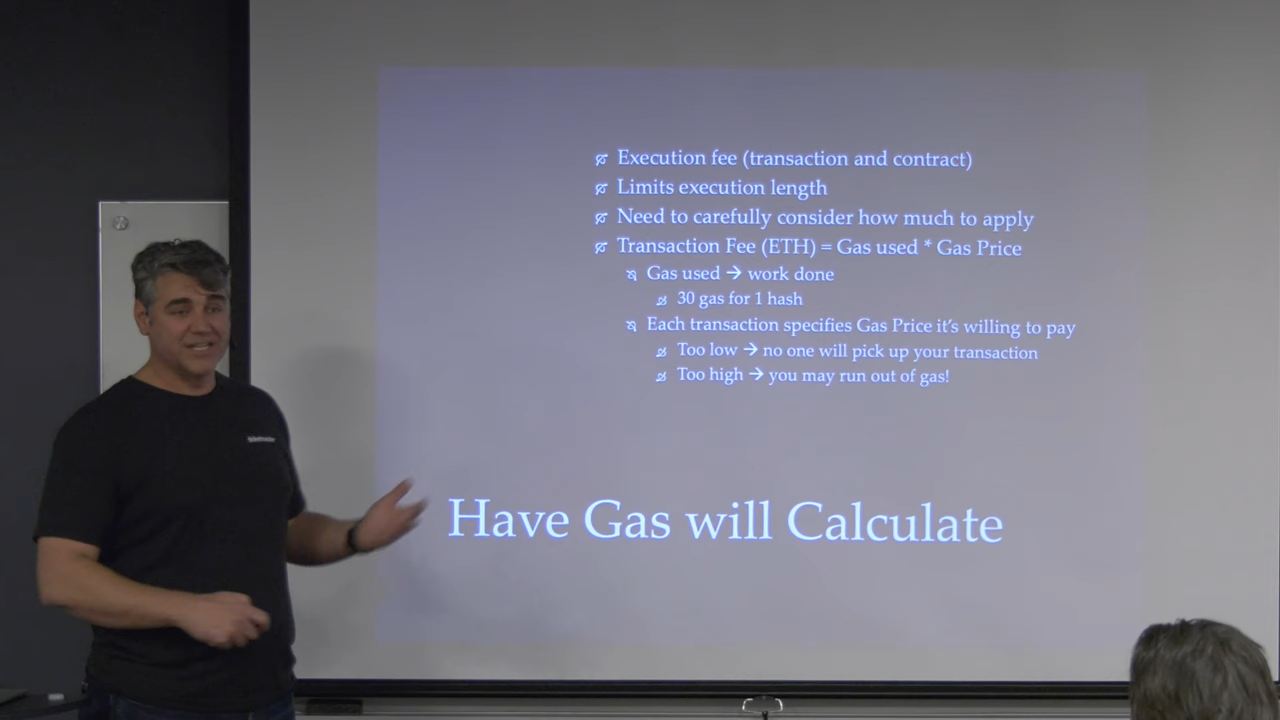 Execution fee (transaction and contract)
Limits execution length
Need to carefully consider how much to apply
Transaction Fee (ETH) = Gas used * Gas Price
Gas used → work done
30 gas for 1 hash
Each transaction specifies Gas Price it's willing to pay
Too low → no one will pick up your transaction
Too high → you may run out of gas!
Have Gas will Calculate